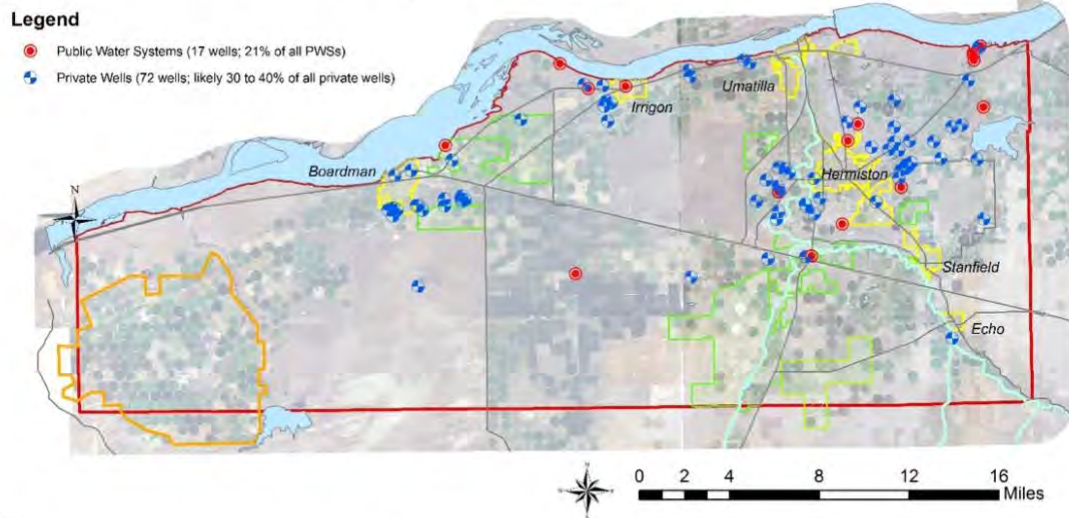 Legend
Public Water Systems (17 wells; 21% of all PWSs)
Private Wells (72 wells; likely 30 to 40% of all private wells)
Umatilla
Irrigon
Boardman
Hermiston
N
Stanfield
Echo
N
0 2 4 8 12 16
Miles